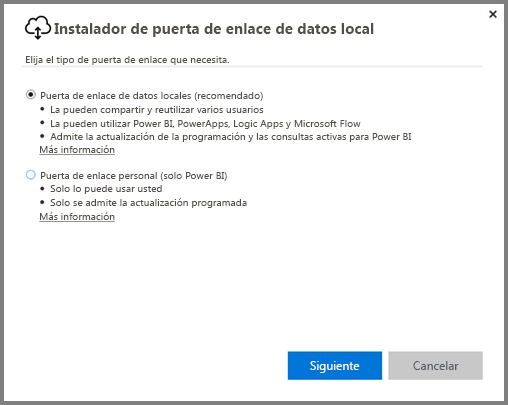 Instalador de puerta de enlace de datos local
Elija el tipo de puerta de enlace que necesita.
Puerta de enlace de datos locales (recomendado)
• La pueden compartir y reutilizar varios usuarios
• La pueden utilizar Power BI, PowerApps, Logic Apps y Microsoft Flow
• Admite la actualización de la programación y las consultas activas para Power BI
Más información
Puerta de enlace personal (solo Power BI)
• Solo lo puede usar usted
• Solo se admite la actualización programada
Más información
Siguiente
Cancelar